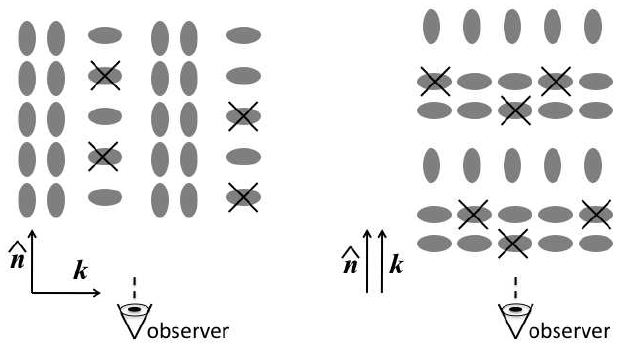 n̂
k
observer
n̂ k
observer